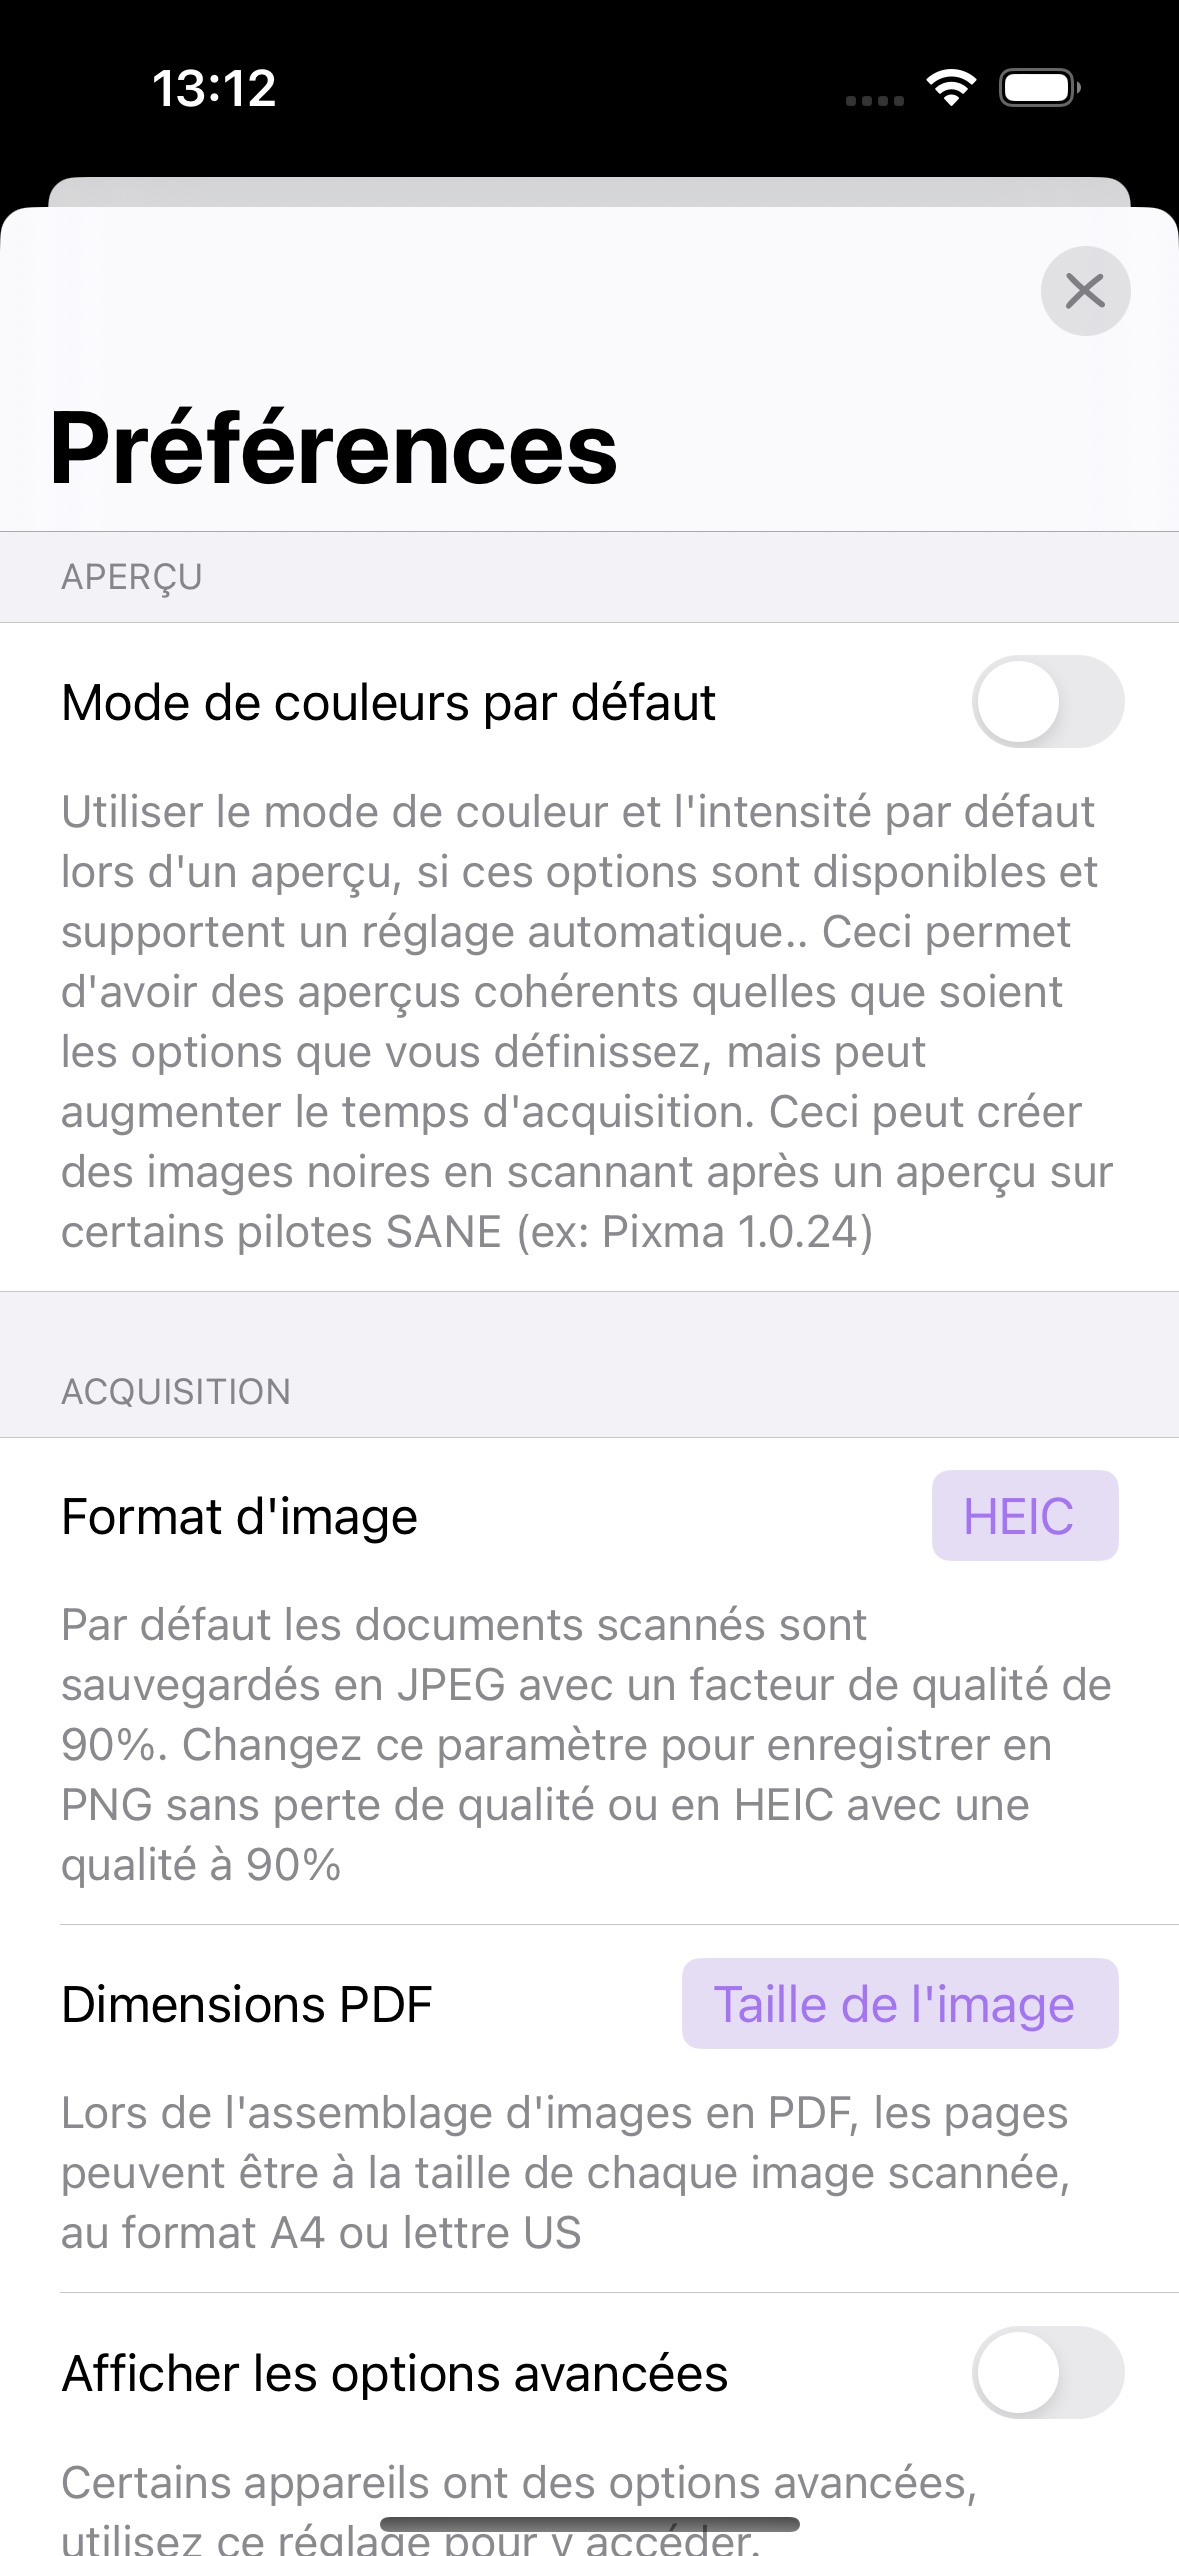 13:12
Préférences
APERÇU
Mode de couleurs par défaut
Utiliser le mode de couleur et l'intensité par défaut
lors d'un aperçu, si ces options sont disponibles et
supportent un réglage automatique.. Ceci permet
d'avoir des aperçus cohérents quelles que soient
les options que vous définissez, mais peut
augmenter le temps d'acquisition. Ceci peut créer
des images noires en scannant après un aperçu sur
certains pilotes SANE (ex: Pixma 1.0.24)
ACQUISITION
Format d'image
HEIC
Par défaut les documents scannés sont
sauvegardés en JPEG avec un facteur de qualité de
90%. Changez ce paramètre pour enregistrer en
PNG sans perte de qualité ou en HEIC avec une
qualité à 90%
Dimensions PDF
Taille de l'image
Lors de l'assemblage d'images en PDF, les pages
peuvent être à la taille de chaque image scannée,
au format A4 ou lettre US
Afficher les options avancées
Certains appareils ont des options avancées,
utilisez ce réglage pour y accéder.